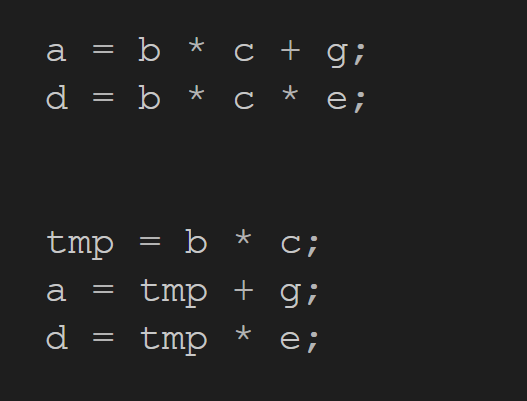 a = b * c + g;
d = b * c * e;
tmp = b * c;
a = tmp + g;
d = tmp * e;